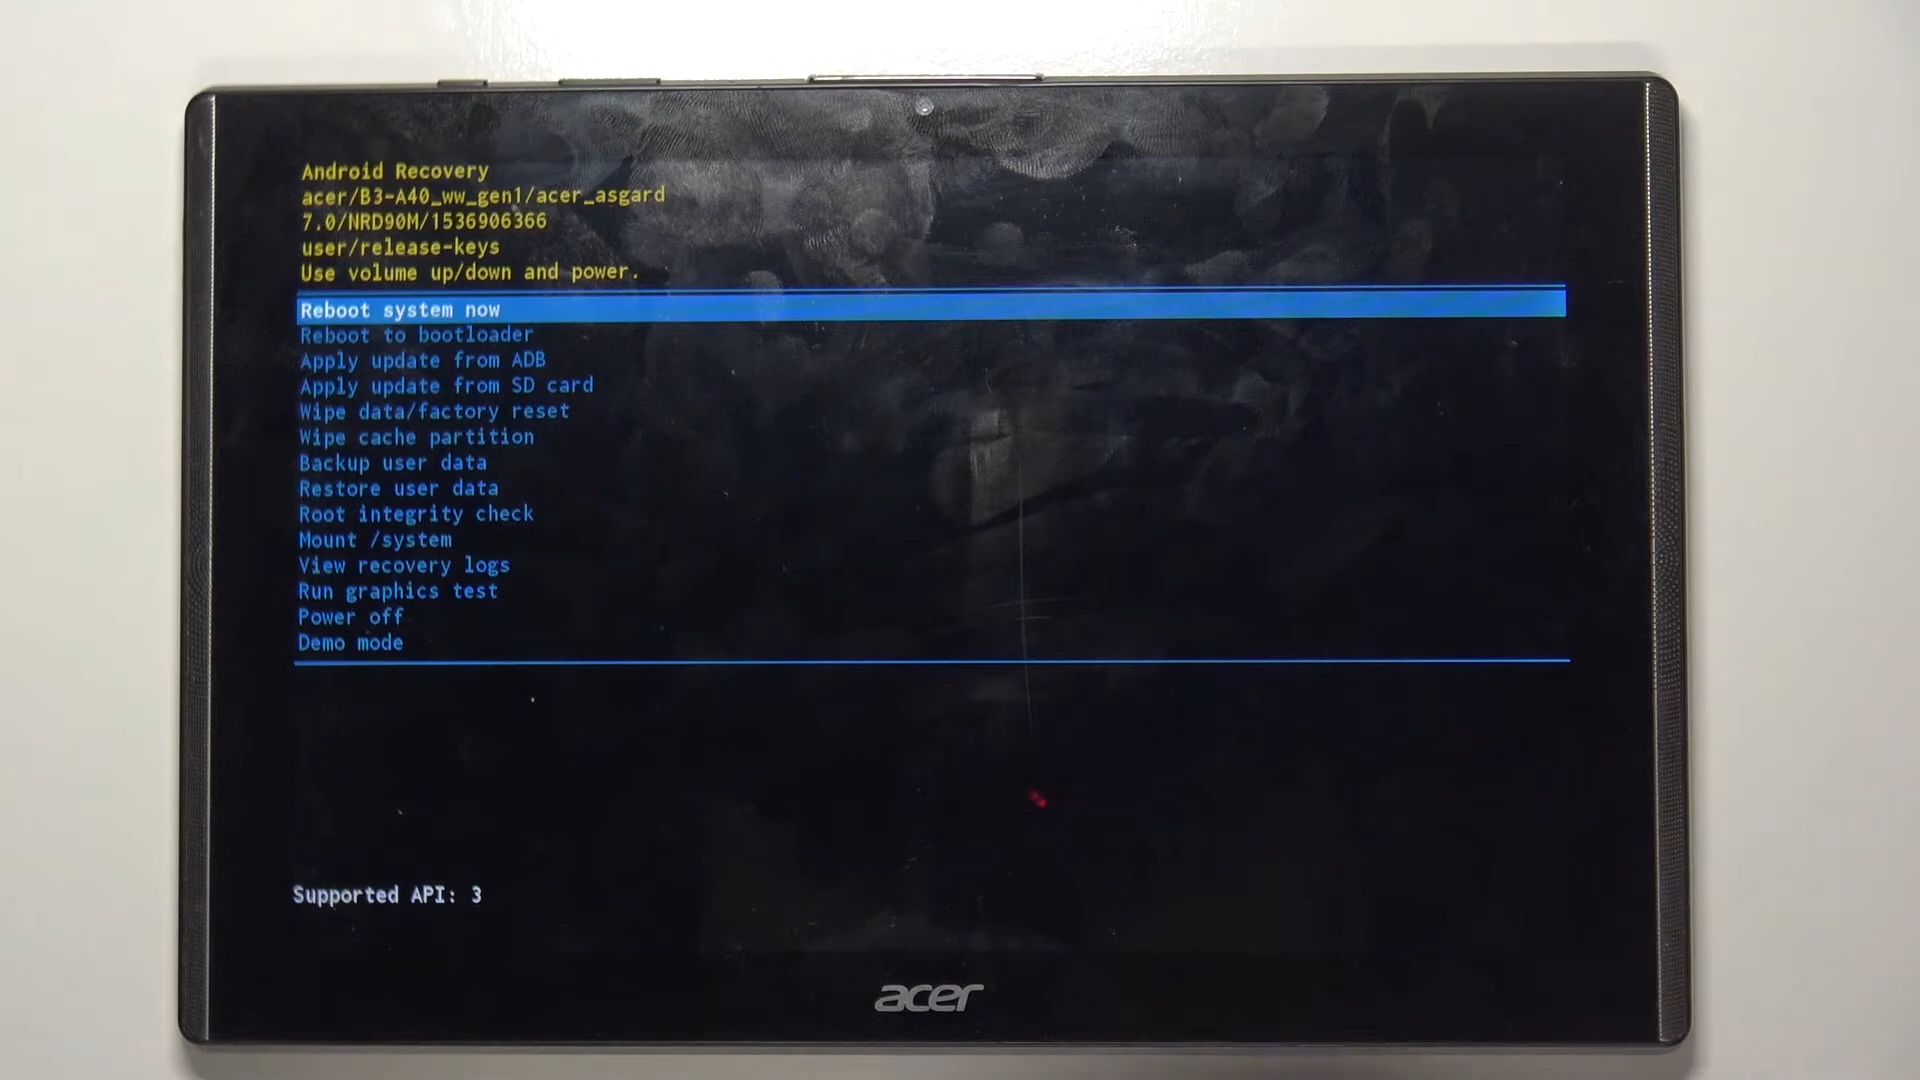 Android Recovery
acer/B3-A40_ww_gen1/acer_asgard
7.0/NRD90M/1536906366
user/release-keys
Use volume up/down and power.
Reboot system now
Reboot to bootloader
Apply update from ADB
Apply update from SD card
Wipe data/factory reset
Wipe cache partition
Backup user data
Restore user data
Root integrity check
Mount /system
View recovery logs
Run graphics test
Power off
Demo mode
Supported API: 3
acer